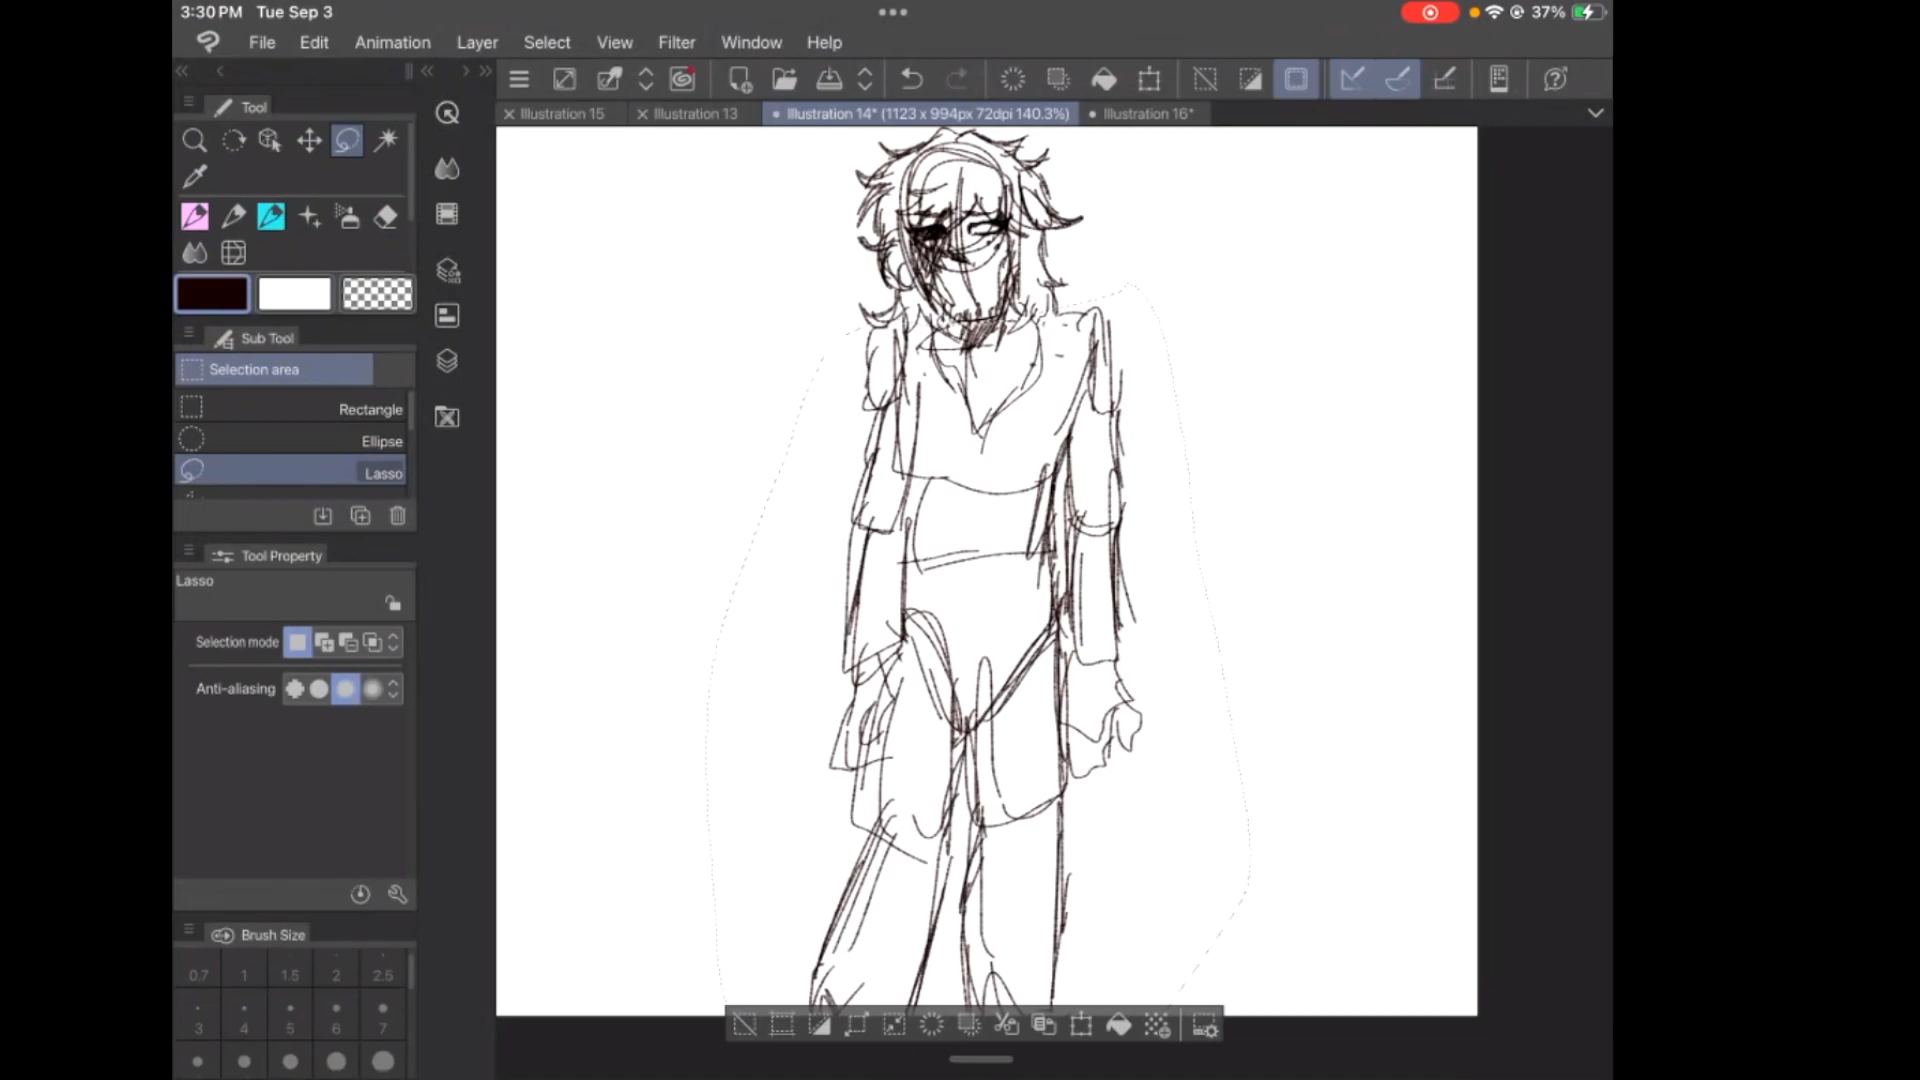 3:30 PM Tue Sep 3
37%
File Edit Animation Layer Select View Filter Window Help
Tool
Illustration 15
Illustration 13
Illustration 14* (1123 x 994px 72dpi 140.3%)
Illustration 16*
Sub Tool
Selection area
Rectangle
Ellipse
Lasso
Tool Property
Lasso
Selection mode
Anti-aliasing
Brush Size
0.7 1 1.5 2 2.5
3 4 5 6 7